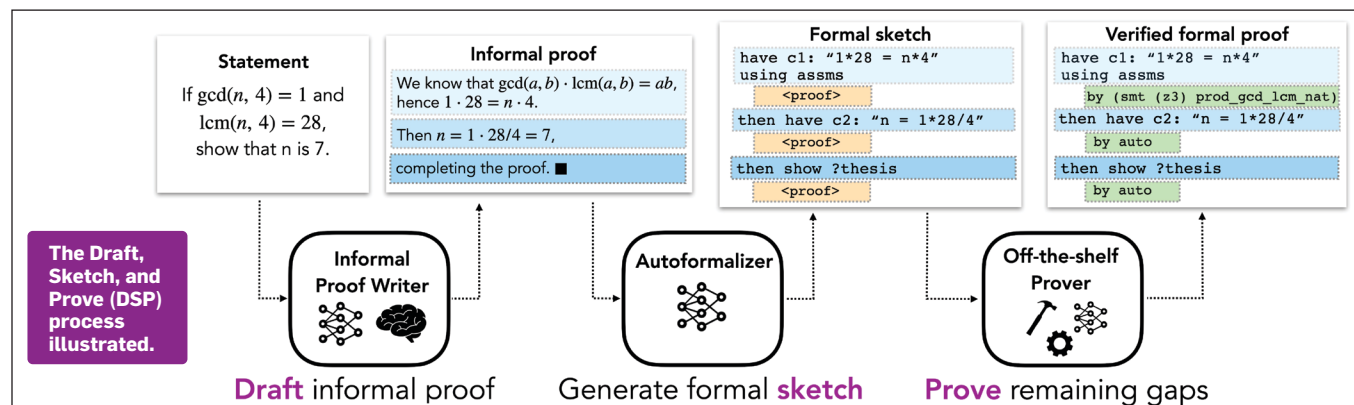 Statement
If gcd(n, 4) = 1 and
lcm(n, 4) = 28,
show that n is 7.
Informal proof
We know that gcd(a, b) · lcm(a, b) = ab,
hence 1 · 28 = n · 4.
Then n = 1 · 28/4 = 7,
completing the proof. ■
Formal sketch
have c1: “1*28 = n*4”
using assms
<proof>
then have c2: “n = 1*28/4”
<proof>
then show ?thesis
<proof>
Verified formal proof
have c1: “1*28 = n*4”
using assms
by (smt (z3) prod_gcd_lcm_nat)
then have c2: “n = 1*28/4”
by auto
then show ?thesis
by auto
The Draft,
Sketch, and
Prove (DSP)
process
illustrated.
Informal
Proof Writer
Autoformalizer
Off-the-shelf
Prover
Draft informal proof
Generate formal sketch
Prove remaining gaps